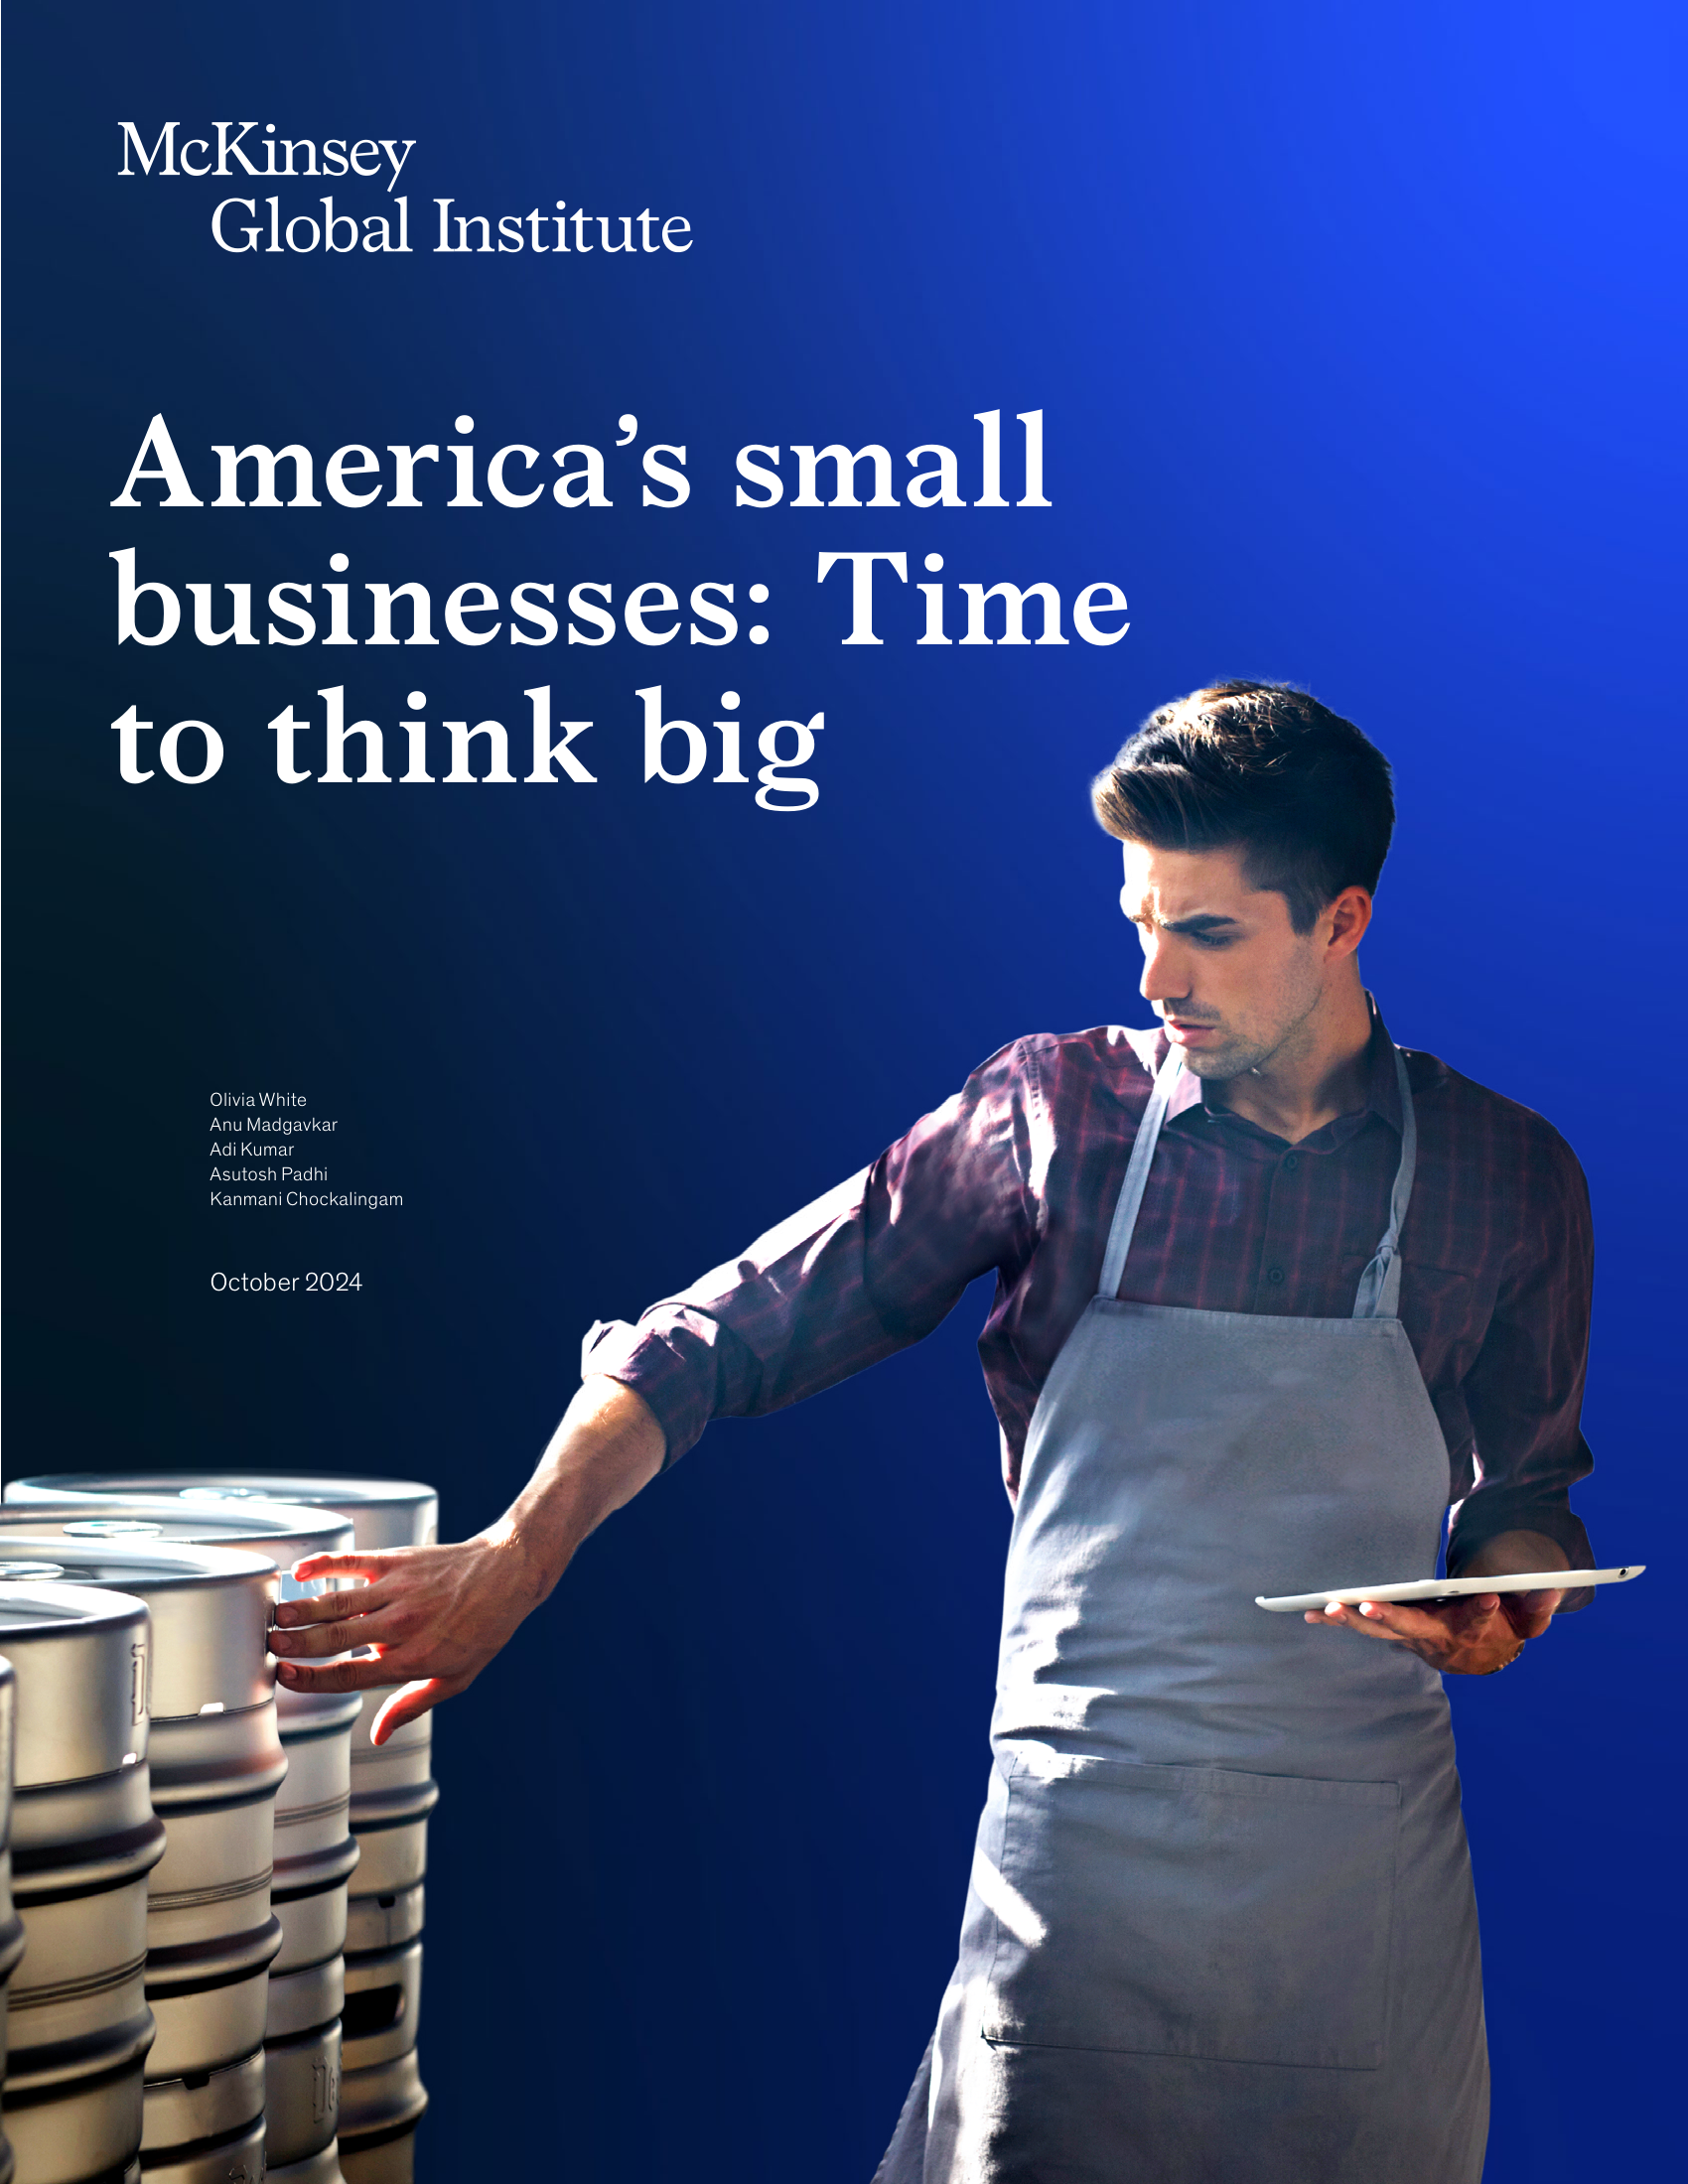 McKinsey
Global Institute
America’s small
businesses: Time
to think big
Olivia White
Anu Madgavkar
Adi Kumar
Asutosh Padhi
Kanmani Chockalingam
October 2024